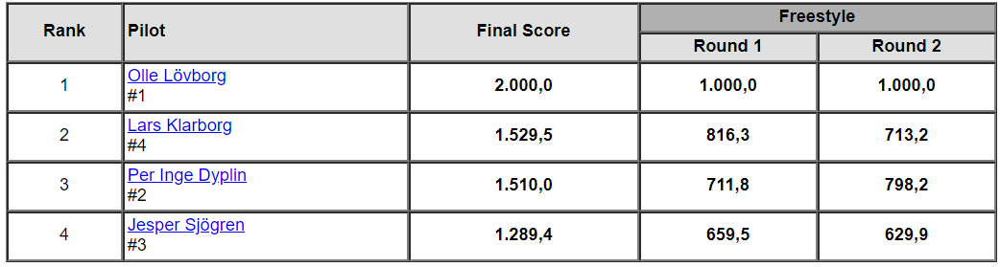 Rank Pilot Final Score Freestyle
Round 1 Round 2
1 Olle Lövborg 2.000,0 1.000,0 1.000,0
#1
2 Lars Klarborg 1.529,5 816,3 713,2
#4
3 Per Inge Dyplin 1.510,0 711,8 798,2
#2
4 Jesper Sjögren 1.289,4 659,5 629,9
#3